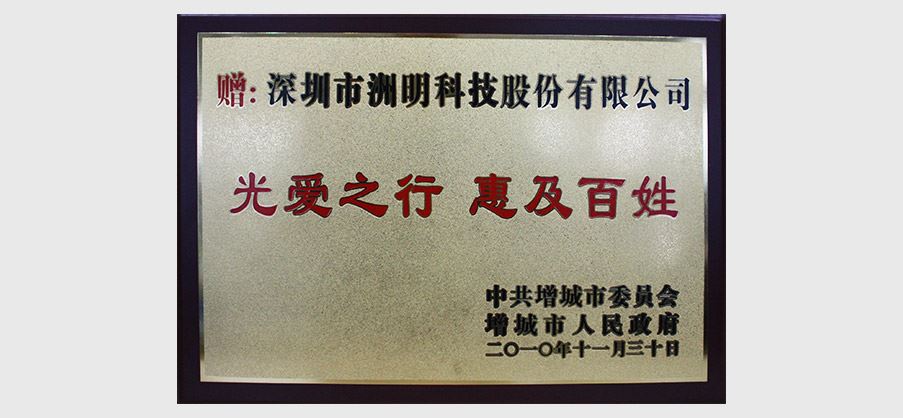 赠:深圳市洲明科技股份有限公司
光爱之行 惠及百姓
中共增城市委员会
增城市人民政府
二〇一〇年十一月三十日